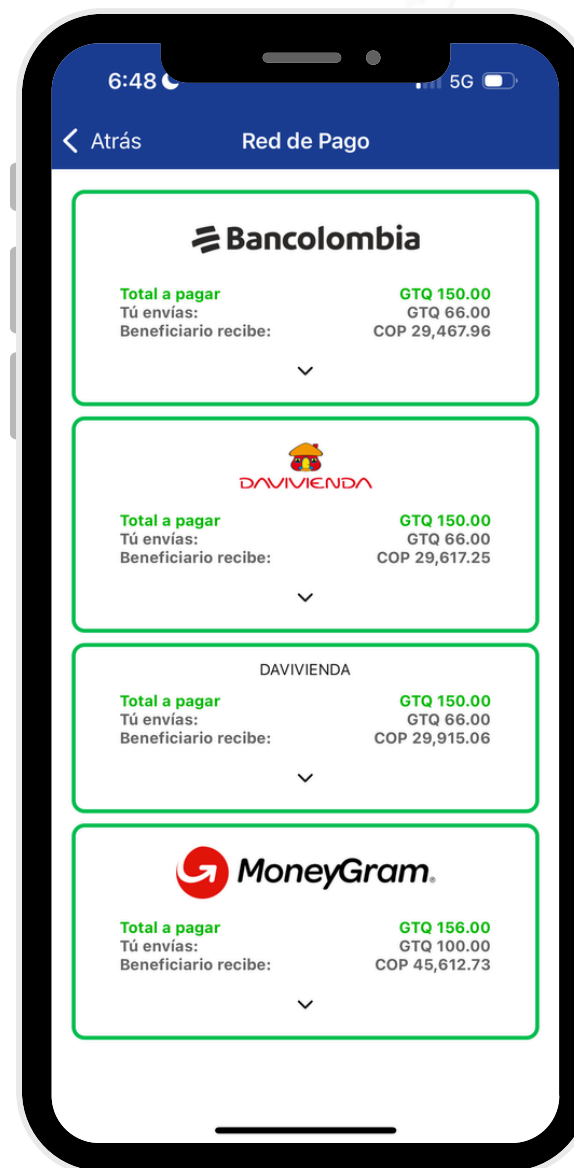 6:48 5G
Atrás Red de Pago
Bancolombia
Total a pagar GTQ 150.00
Tú envías: GTQ 66.00
Beneficiario recibe: COP 29,467.96
DAVIVIENDA
Total a pagar GTQ 150.00
Tú envías: GTQ 66.00
Beneficiario recibe: COP 29,617.25
DAVIVIENDA
Total a pagar GTQ 150.00
Tú envías: GTQ 66.00
Beneficiario recibe: COP 29,915.06
MoneyGram.
Total a pagar GTQ 156.00
Tú envías: GTQ 100.00
Beneficiario recibe: COP 45,612.73